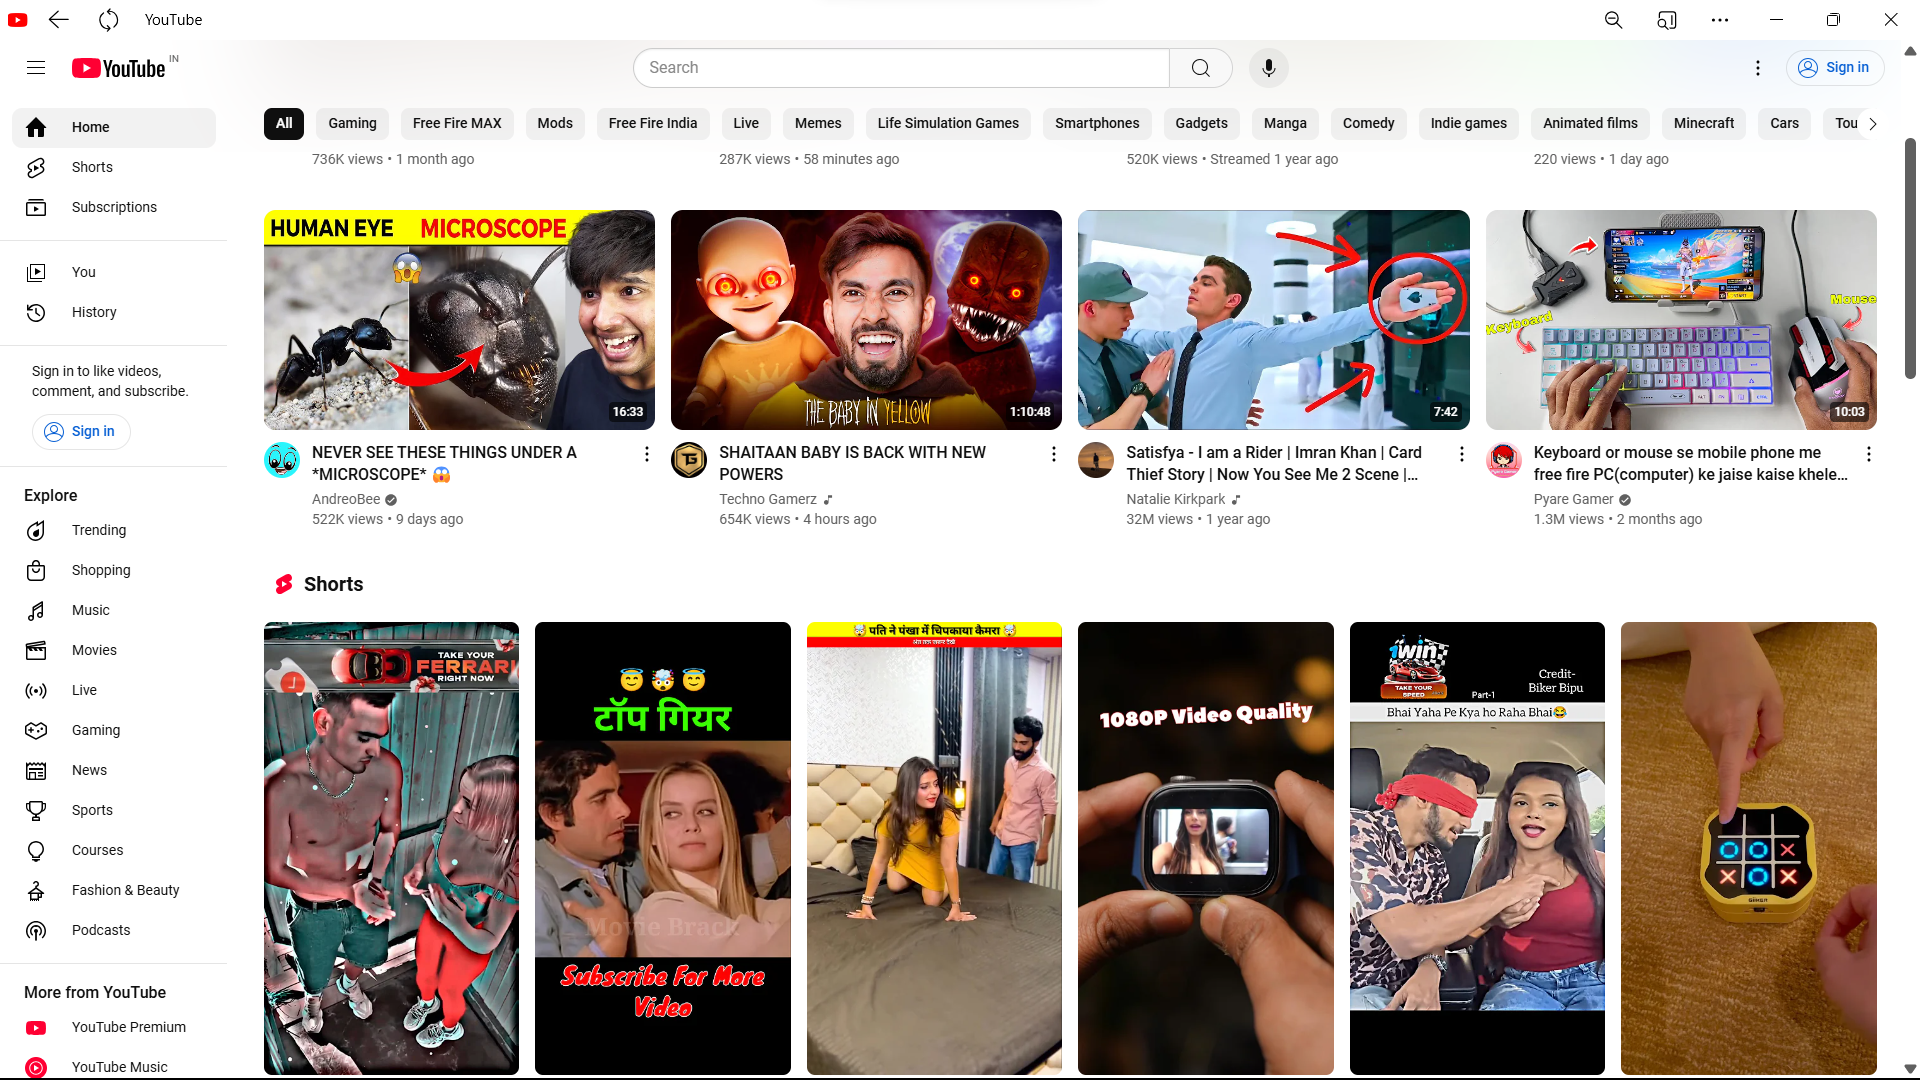 YouTube
YouTube IN
Search
Sign in
Home
Shorts
Subscriptions
You
History
Sign in to like videos,
comment, and subscribe.
Sign in
Explore
Trending
Shopping
Music
Movies
Live
Gaming
News
Sports
Courses
Fashion & Beauty
Podcasts
More from YouTube
YouTube Premium
YouTube Music
All
Gaming
Free Fire MAX
Mods
Free Fire India
Live
Memes
Life Simulation Games
Smartphones
Gadgets
Manga
Comedy
Indie games
Animated films
Minecraft
Cars
Tou
736K views • 1 month ago
287K views • 58 minutes ago
520K views • Streamed 1 year ago
220 views • 1 day ago
HUMAN EYE MICROSCOPE
16:33
NEVER SEE THESE THINGS UNDER A
*MICROSCOPE* 😱
AndreoBee
522K views • 9 days ago
THE BABY IN YELLOW
1:10:48
SHAITAAN BABY IS BACK WITH NEW
POWERS
Techno Gamerz
654K views • 4 hours ago
7:42
Satisfya - I am a Rider | Imran Khan | Card
Thief Story | Now You See Me 2 Scene |...
Natalie Kirkpark
32M views • 1 year ago
Keyboard
Mouse
10:03
Keyboard or mouse se mobile phone me
free fire PC(computer) ke jaise kaise khele...
Pyare Gamer
1.3M views • 2 months ago
Shorts
TAKE YOUR
FERRARI
RIGHT NOW
टॉप गियर
Movie Brack
Subscribe For More
Video
पति ने पंखा में चिपकाया कैमरा
1080P Video Quality
1win
TAKE YOUR
SPEED
Part-1
Credit-
Biker Bipu
Bhai Yaha Pe Kya ho Raha Bhai😂